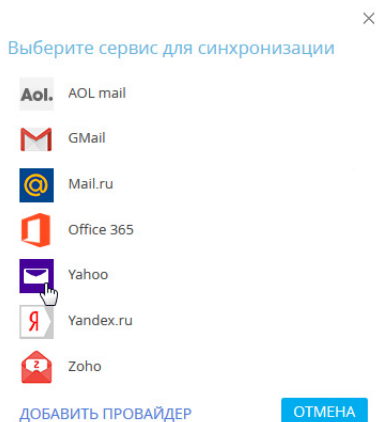 Выберите сервис для синхронизации
Aol. AOL mail
GMail
@ Mail.ru
Office 365
Yahoo
Я Yandex.ru
Z Zoho
ДОБАВИТЬ ПРОВАЙДЕР ОТМЕНА